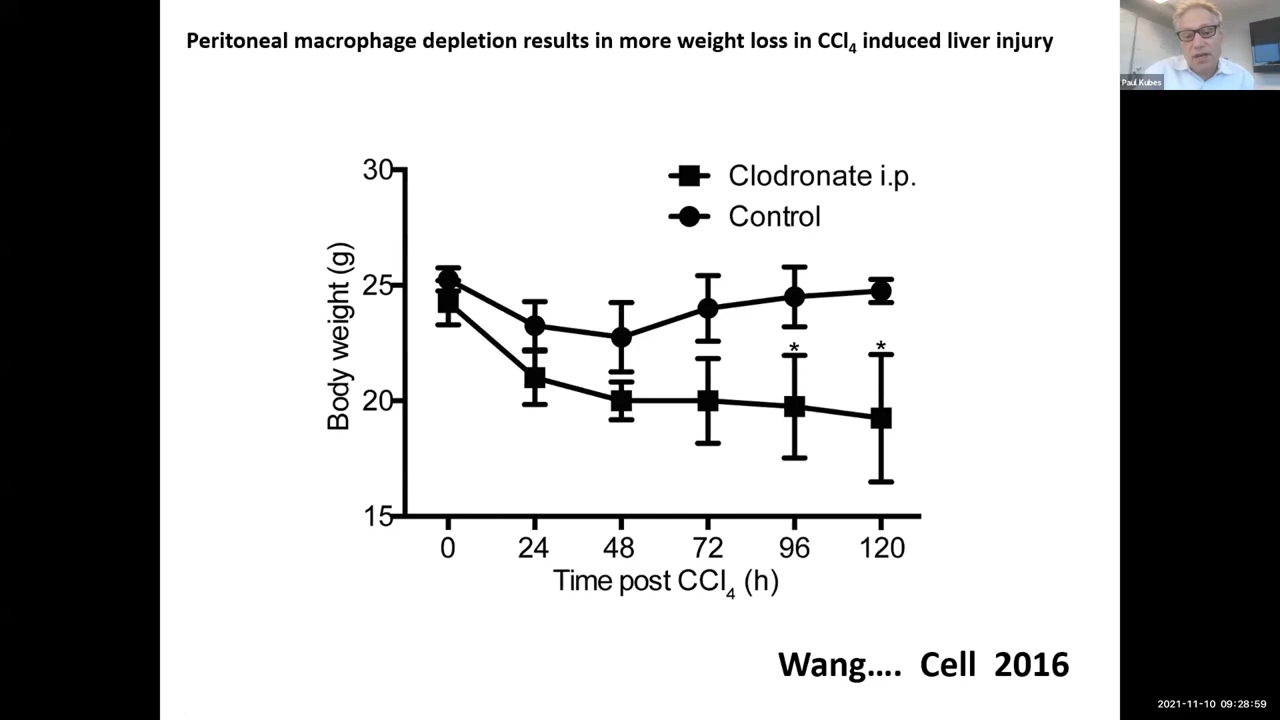 Peritoneal macrophage depletion results in more weight loss in CCl4 induced liver injury
Paul Kubes
30
25
20
15
Body weight (g)
Clodronate i.p.
Control
*
*
0 24 48 72 96 120
Time post CCl4 (h)
Wang.... Cell 2016
2021-11-10 09:28:59